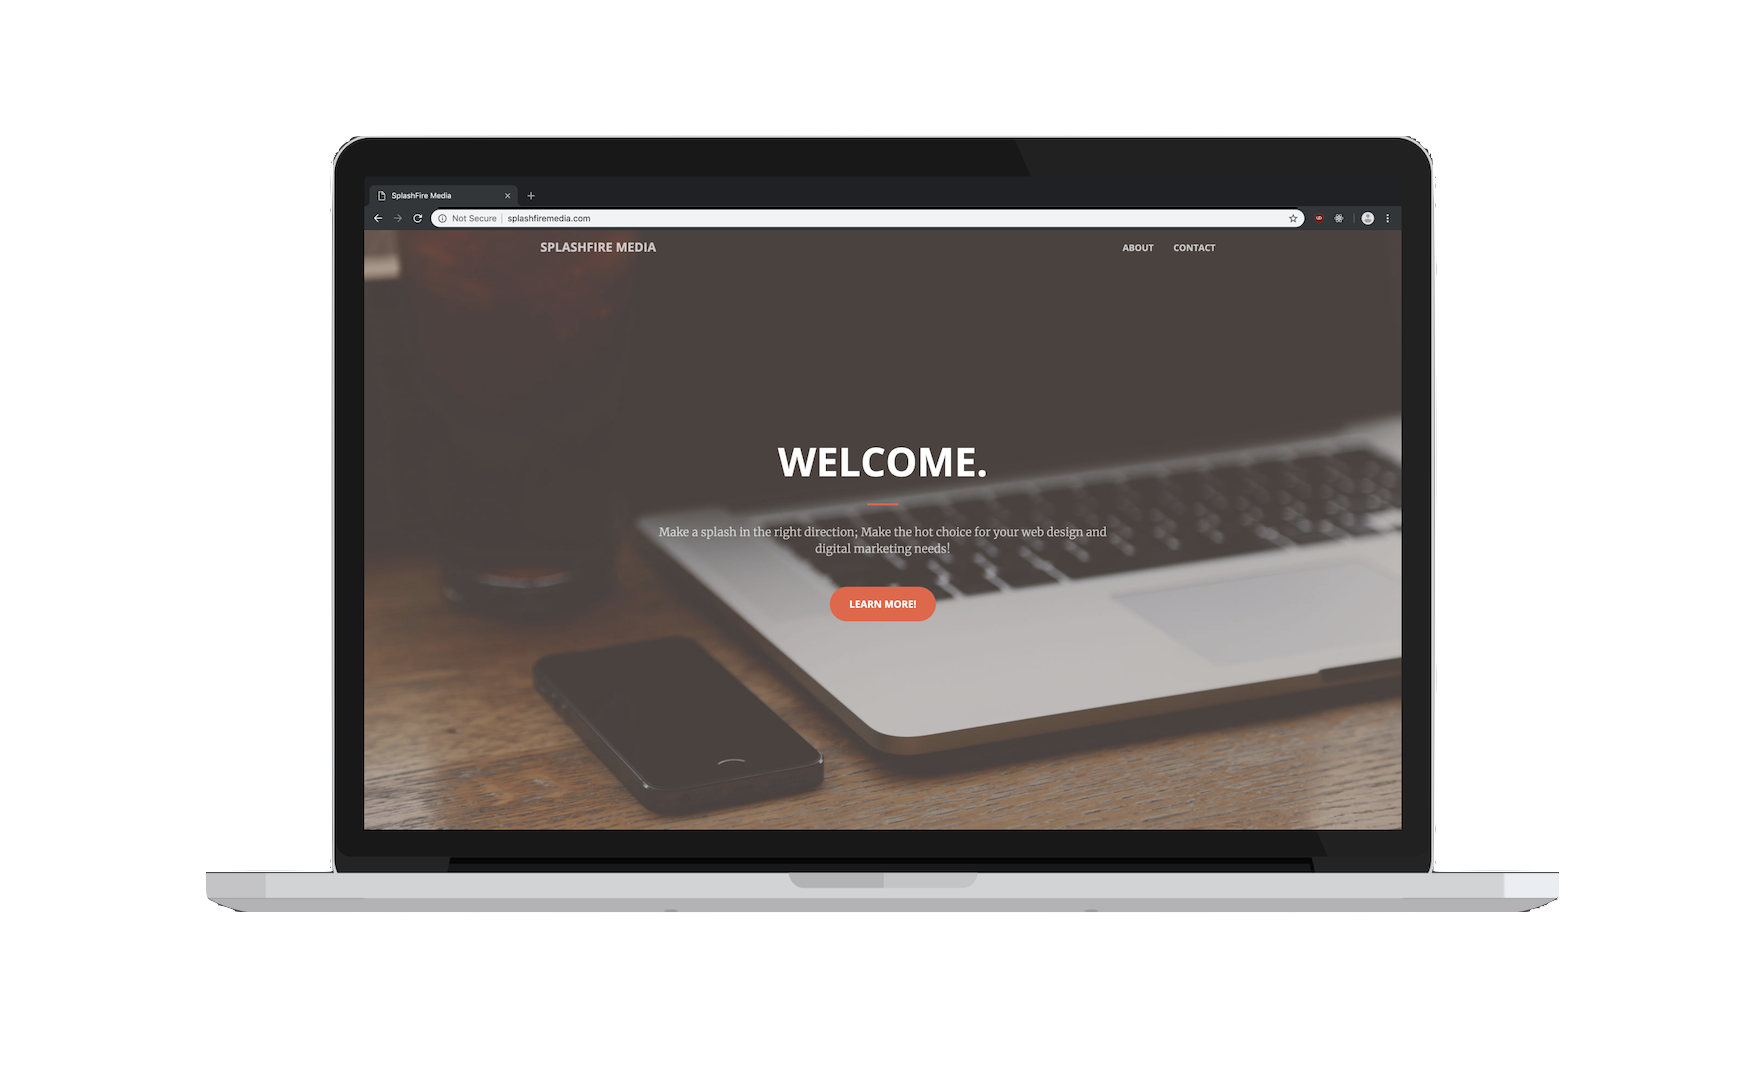 SplashFire Media
Not Secure | splashfiremedia.com
SPLASHFIRE MEDIA
ABOUT CONTACT
WELCOME.
Make a splash in the right direction; Make the hot choice for your web design and
digital marketing needs!
LEARN MORE!